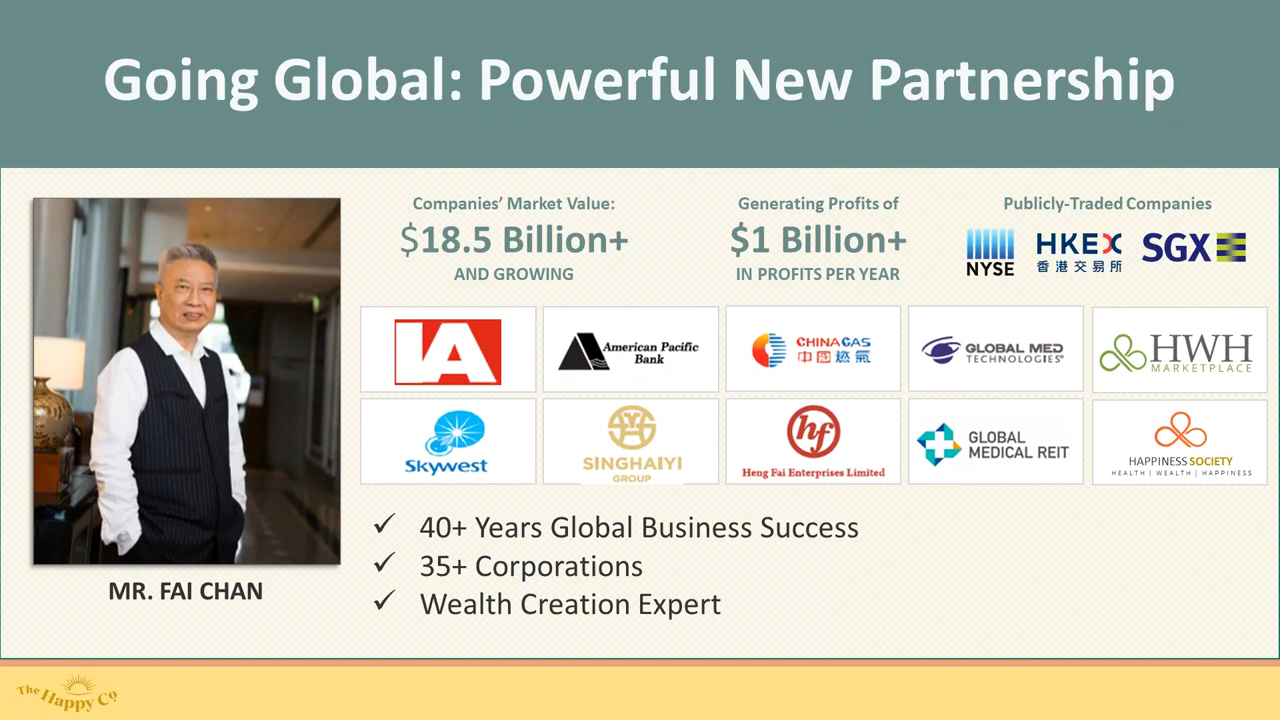 Going Global: Powerful New Partnership
Companies’ Market Value:
$18.5 Billion+
AND GROWING
Generating Profits of
$1 Billion+
IN PROFITS PER YEAR
Publicly-Traded Companies
NYSE
HKEX
香港交易所
SGX
IA
American Pacific
Bank
CHINA GAS
中國燃氣
GLOBAL MED
TECHNOLOGIES®
HWH
MARKETPLACE
Skywest
SINGHAIYI
GROUP
hf
Heng Fai Enterprises Limited
GLOBAL
MEDICAL REIT
HAPPINESS SOCIETY
HEALTH | WEALTH | HAPPINESS
✓ 40+ Years Global Business Success
✓ 35+ Corporations
✓ Wealth Creation Expert
MR. FAI CHAN
The Happy Co